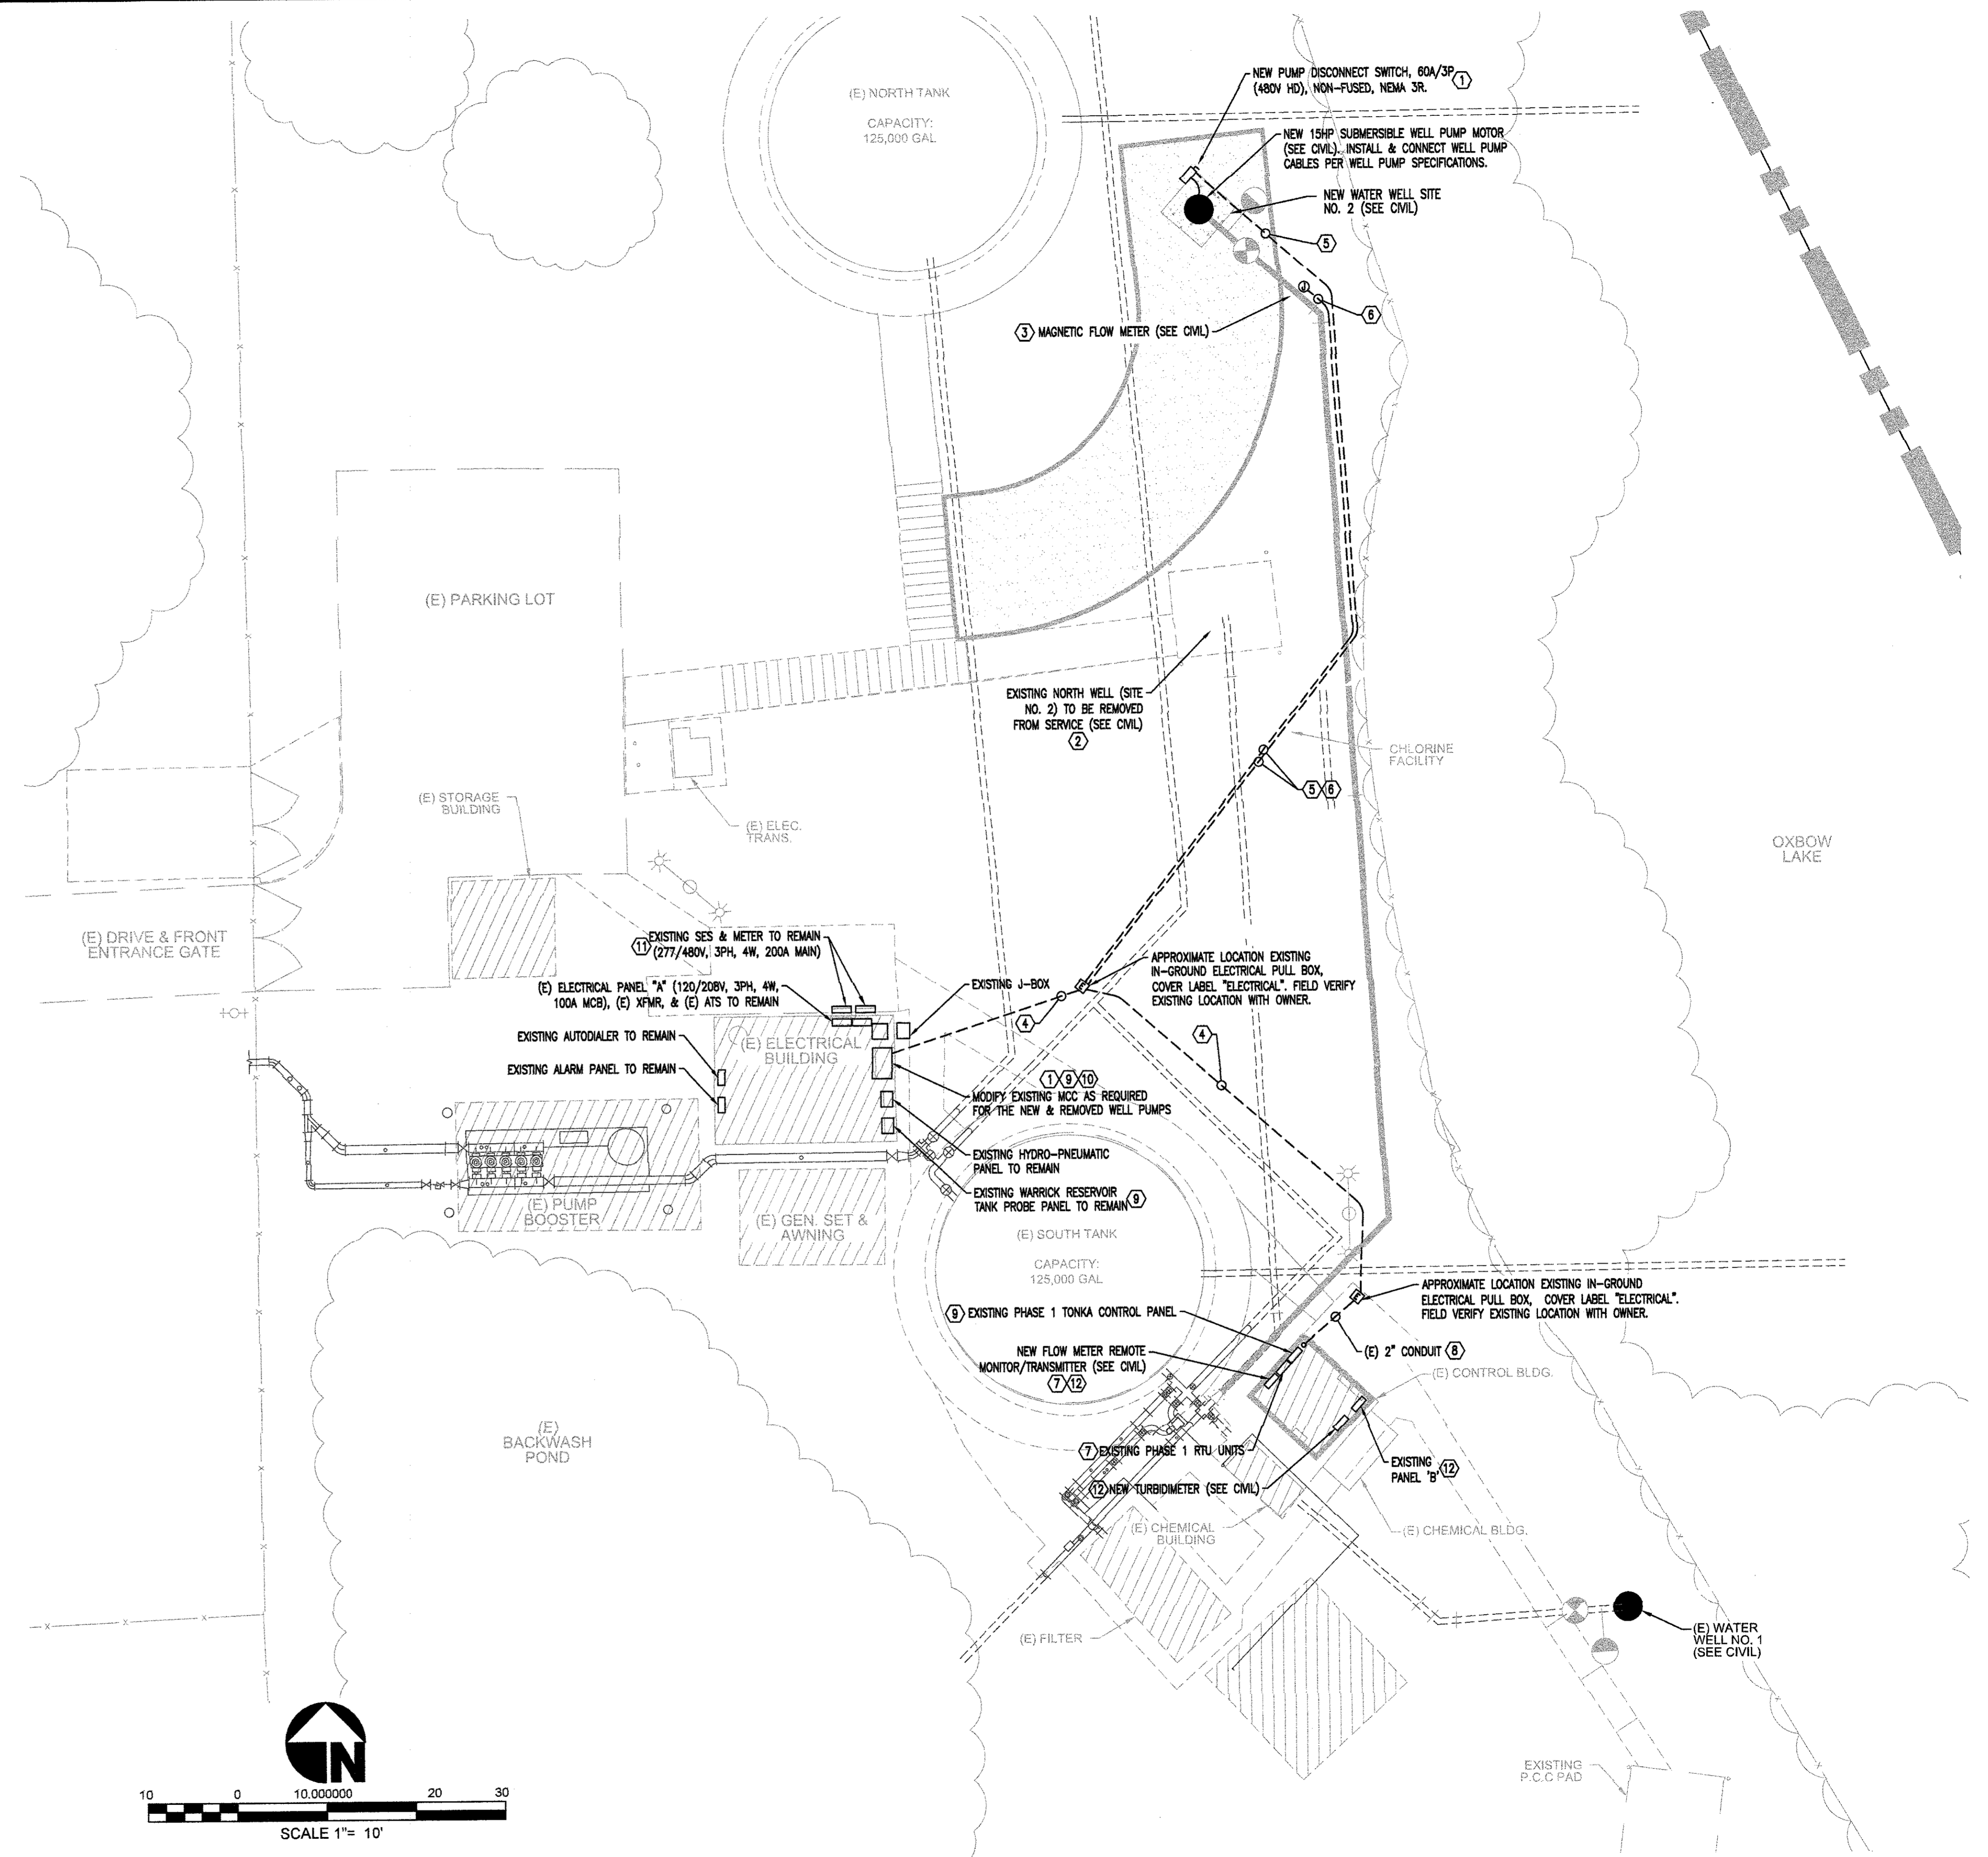 (E) NORTH TANK
CAPACITY:
125,000 GAL
NEW PUMP DISCONNECT SWITCH, 60A/3P
(480V HD), NON-FUSED, NEMA 3R.
1
NEW 15HP SUBMERSIBLE WELL PUMP MOTOR
(SEE CIVIL). INSTALL & CONNECT WELL PUMP
CABLES PER WELL PUMP SPECIFICATIONS.
NEW WATER WELL SITE
NO. 2 (SEE CIVIL)
5
J
6
3 MAGNETIC FLOW METER (SEE CIVIL)
(E) PARKING LOT
EXISTING NORTH WELL (SITE
NO. 2) TO BE REMOVED
FROM SERVICE (SEE CIVIL)
2
CHLORINE
FACILITY
5 6
(E) STORAGE
BUILDING
(E) ELEC.
TRANS.
OXBOW
LAKE
(E) DRIVE & FRONT
ENTRANCE GATE
11 EXISTING SES & METER TO REMAIN
(277/480V, 3PH, 4W, 200A MAIN)
(E) ELECTRICAL PANEL "A" (120/208V, 3PH, 4W,
100A MCB), (E) XFMR, & (E) ATS TO REMAIN
EXISTING J-BOX
APPROXIMATE LOCATION EXISTING
IN-GROUND ELECTRICAL PULL BOX,
COVER LABEL "ELECTRICAL". FIELD VERIFY
EXISTING LOCATION WITH OWNER.
4
4
EXISTING AUTODIALER TO REMAIN
EXISTING ALARM PANEL TO REMAIN
(E) ELECTRICAL
BUILDING
1 9 10
MODIFY EXISTING MCC AS REQUIRED
FOR THE NEW & REMOVED WELL PUMPS
EXISTING HYDRO-PNEUMATIC
PANEL TO REMAIN
EXISTING WARRICK RESERVOIR
TANK PROBE PANEL TO REMAIN 9
(E) PUMP
BOOSTER
(E) GEN. SET &
AWNING
(E) SOUTH TANK
CAPACITY:
125,000 GAL
APPROXIMATE LOCATION EXISTING IN-GROUND
ELECTRICAL PULL BOX, COVER LABEL "ELECTRICAL".
FIELD VERIFY EXISTING LOCATION WITH OWNER.
9 EXISTING PHASE 1 TONKA CONTROL PANEL
NEW FLOW METER REMOTE
MONITOR/TRANSMITTER (SEE CIVIL)
7 12
(E) 2" CONDUIT 8
(E) CONTROL BLDG.
(E)
BACKWASH
POND
7 EXISTING PHASE 1 RTU UNITS
EXISTING
PANEL 'B' 12
12 NEW TURBIDIMETER (SEE CIVIL)
(E) CHEMICAL
BUILDING
(E) CHEMICAL BLDG.
(E) FILTER
(E) WATER
WELL NO. 1
(SEE CIVIL)
EXISTING
P.C.C PAD
N
10 0 10.000000 20 30
SCALE 1"= 10'